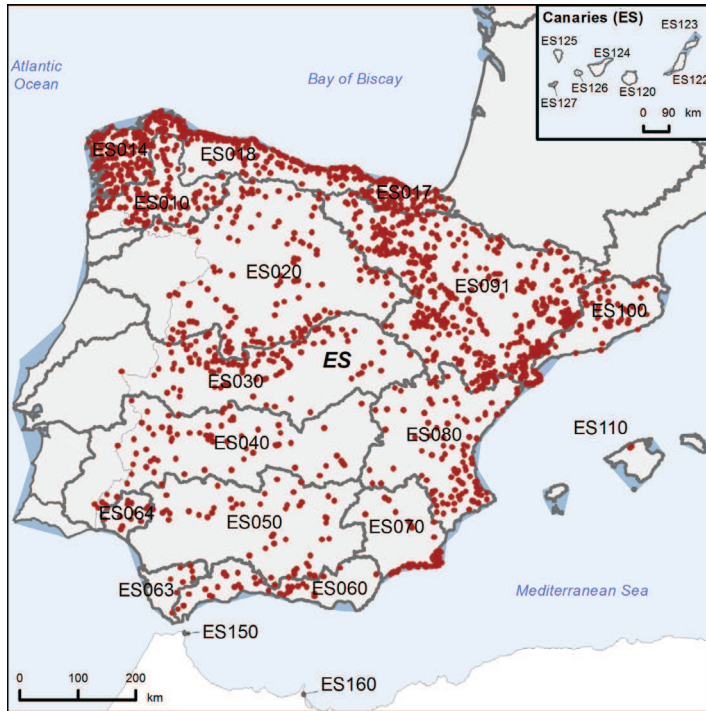 Canaries (ES)
ES123
ES125
ES124
ES122
ES126
ES120
ES127
0 90
km
Atlantic
Ocean
Bay of Biscay
ES014
ES018
ES017
ES010
ES020
ES091
ES100
ES
ES030
ES110
ES080
ES040
ES064
ES050
ES070
ES063
ES060
Mediterranean Sea
ES150
ES160
0 100 200
km